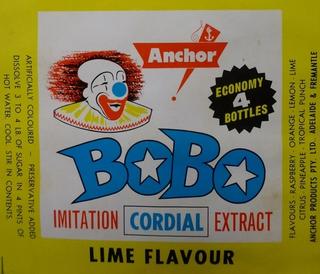 Anchor
ECONOMY
4
BOTTLES
BOBO
IMITATION CORDIAL EXTRACT
LIME FLAVOUR
ARTIFICIALLY COLOURED - PRESERVATIVE ADDED
DISSOLVE 3 TO 4 LB OF SUGAR IN 4 PINTS OF
HOT WATER. COOL. STIR IN CONTENTS.
FLAVOURS : RASPBERRY - ORANGE - LEMON - LIME
CITRUS - PINEAPPLE - TROPICAL PUNCH
ANCHOR PRODUCTS PTY. LTD. ADELAIDE & FREMANTLE